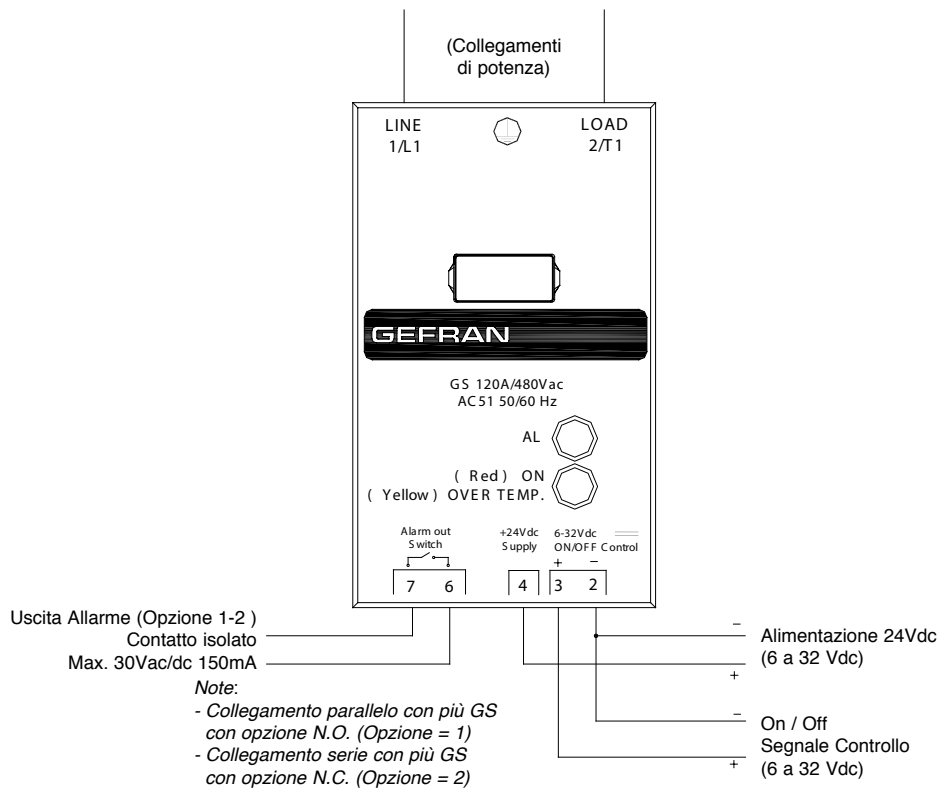 (Collegamenti
di potenza)
LINE
1/L1
LOAD
2/T1
GEFRAN
GS 120A/480Vac
AC51 50/60 Hz
AL
(Red) ON
(Yellow) OVER TEMP.
Alarm out
Switch
+24Vdc
Supply
6-32Vdc
ON/OFF Control
+ −
7 6 4 3 2
Uscita Allarme (Opzione 1-2 )
Contatto isolato
Max. 30Vac/dc 150mA
Note:
- Collegamento parallelo con più GS
con opzione N.O. (Opzione = 1)
- Collegamento serie con più GS
con opzione N.C. (Opzione = 2)
−
Alimentazione 24Vdc
(6 a 32 Vdc)
+
−
On / Off
Segnale Controllo
+
(6 a 32 Vdc)